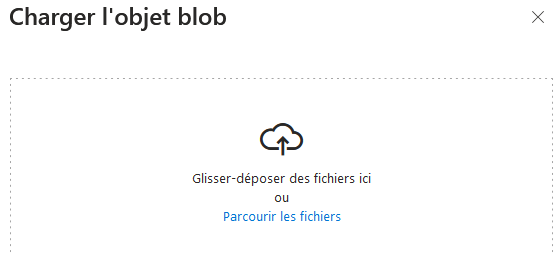 Charger l'objet blob
Glisser-déposer des fichiers ici
ou
Parcourir les fichiers